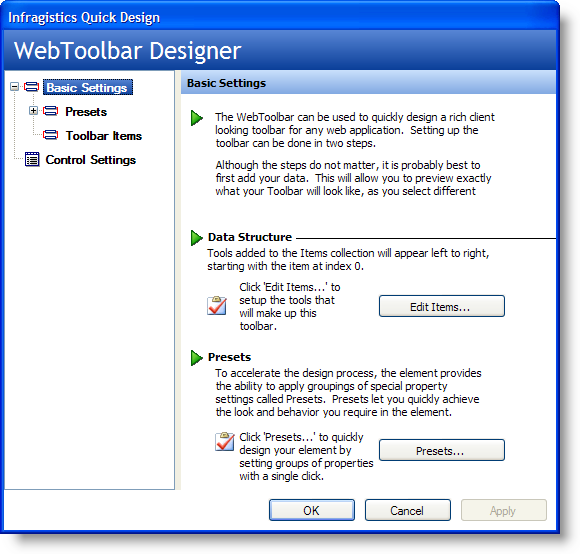 Infragistics Quick Design
WebToolbar Designer
Basic Settings
Presets
Toolbar Items
Control Settings
Basic Settings
The WebToolbar can be used to quickly design a rich client
looking toolbar for any web application.  Setting up the
toolbar can be done in two steps.
Although the steps do not matter, it is probably best to
first add your data.  This will allow you to preview exactly
what your Toolbar will look like, as you select different
Data Structure
Tools added to the Items collection will appear left to right,
starting with the item at index 0.
Click 'Edit Items...' to
setup the tools that
will make up this
toolbar.
Edit Items...
Presets
To accelerate the design process, the element provides
the ability to apply groupings of special property
settings called Presets.  Presets let you quickly achieve
the look and behavior you require in the element.
Click 'Presets...' to quickly
design your element by
setting groups of properties
with a single click.
Presets...
OK
Cancel
Apply